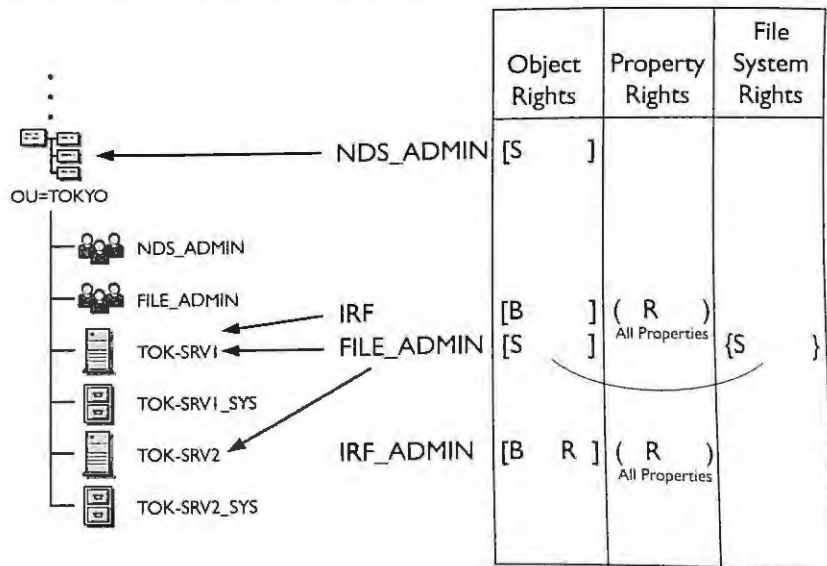 Object Rights
Property Rights
File System Rights
NDS_ADMIN [S ]
OU=TOKYO
NDS_ADMIN
FILE_ADMIN
IRF [B ] ( R )
All Properties
TOK-SRV1
FILE_ADMIN [S ] {S }
TOK-SRV1_SYS
TOK-SRV2
IRF_ADMIN [B R ] ( R )
All Properties
TOK-SRV2_SYS